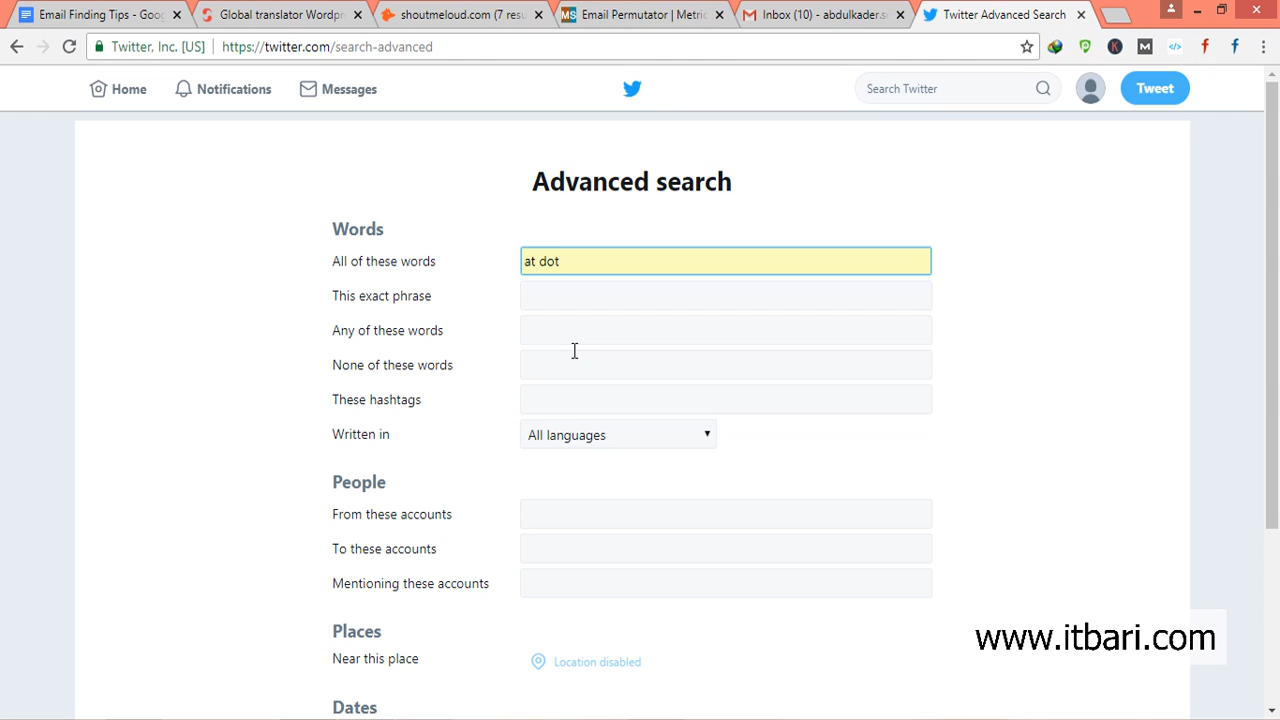 Email Finding Tips - Goog
Global translator Wordpr
shoutmeloud.com (7 res
Email Permutator | Metric
Inbox (10) - abdulkader.s
Twitter Advanced Search
Twitter, Inc. [US]
https://twitter.com/search-advanced
Home
Notifications
Messages
Search Twitter
Tweet
Advanced search
Words
All of these words
at dot
This exact phrase
Any of these words
None of these words
These hashtags
Written in
All languages
People
From these accounts
To these accounts
Mentioning these accounts
www.itbari.com
Places
Near this place
Location disabled
Dates